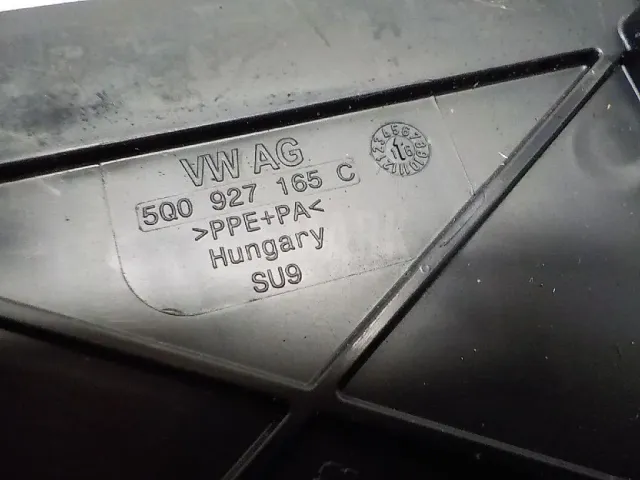 VW AG
5Q0 927 165 C
>PPE+PA<
Hungary
SU9